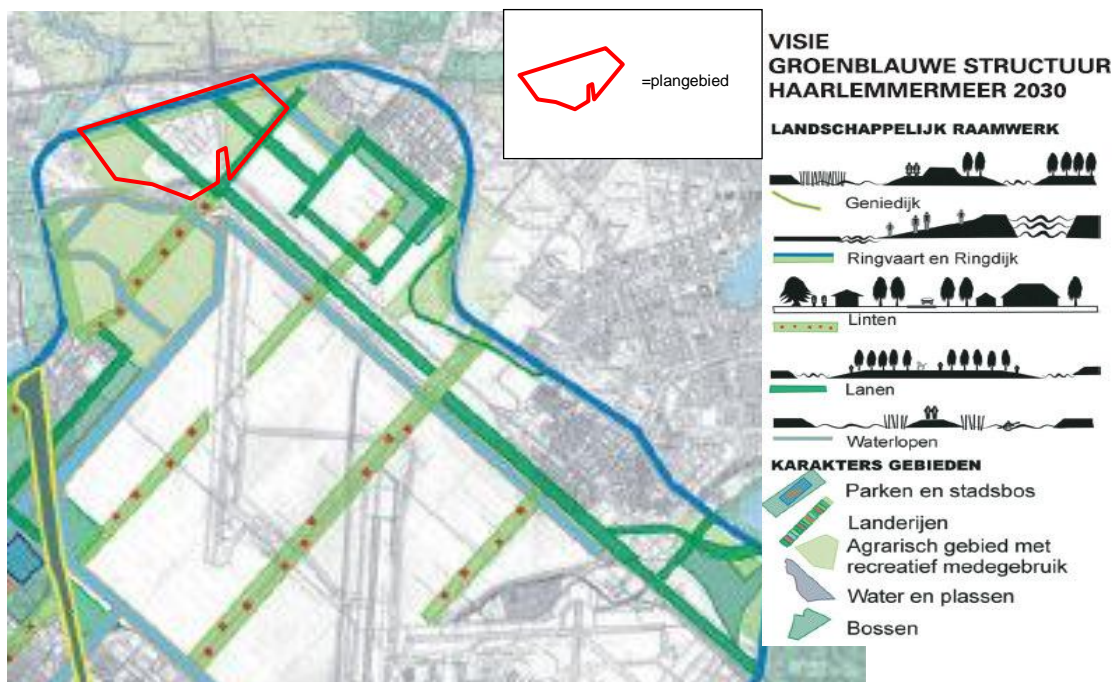 =plangebied
VISIE
GROENBLAUWE STRUCTUUR
HAARLEMMERMEER 2030
LANDSCHAPPELIJK RAAMWERK
Geniedijk
Ringvaart en Ringdijk
Linten
Lanen
Waterlopen
KARAKTERS GEBIEDEN
Parken en stadsbos
Landerijen
Agrarisch gebied met
recreatief medegebruik
Water en plassen
Bossen